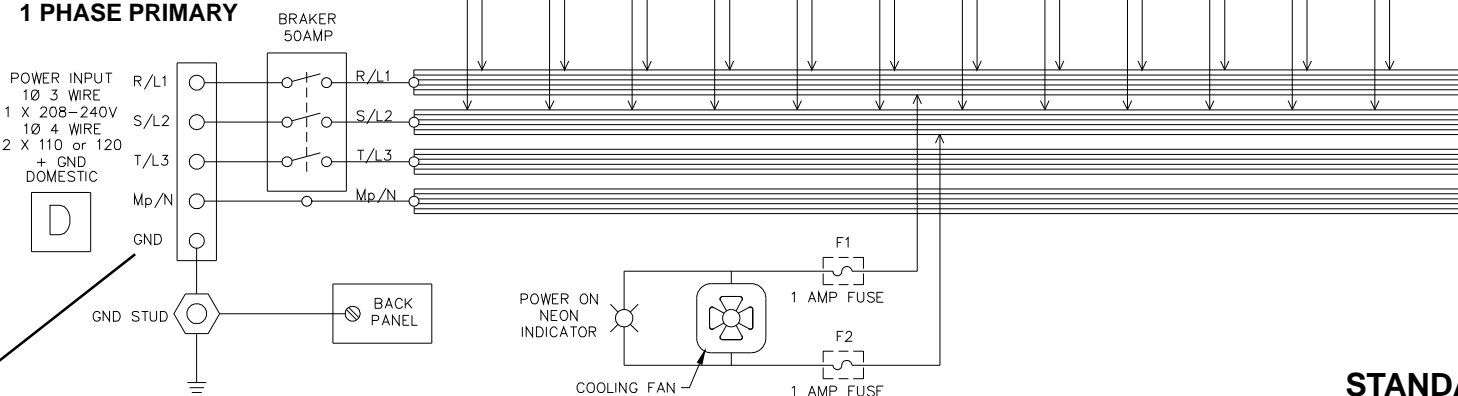 1 PHASE PRIMARY
BRAKER
50AMP
POWER INPUT
1Ø 3 WIRE
1 X 208-240V
1Ø 4 WIRE
2 X 110 or 120
+ GND
DOMESTIC
D
R/L1
S/L2
T/L3
Mp/N
GND
R/L1
S/L2
T/L3
Mp/N
GND STUD
BACK
PANEL
POWER ON
NEON
INDICATOR
COOLING FAN
F1
1 AMP FUSE
F2
1 AMP FUSE
STANDA